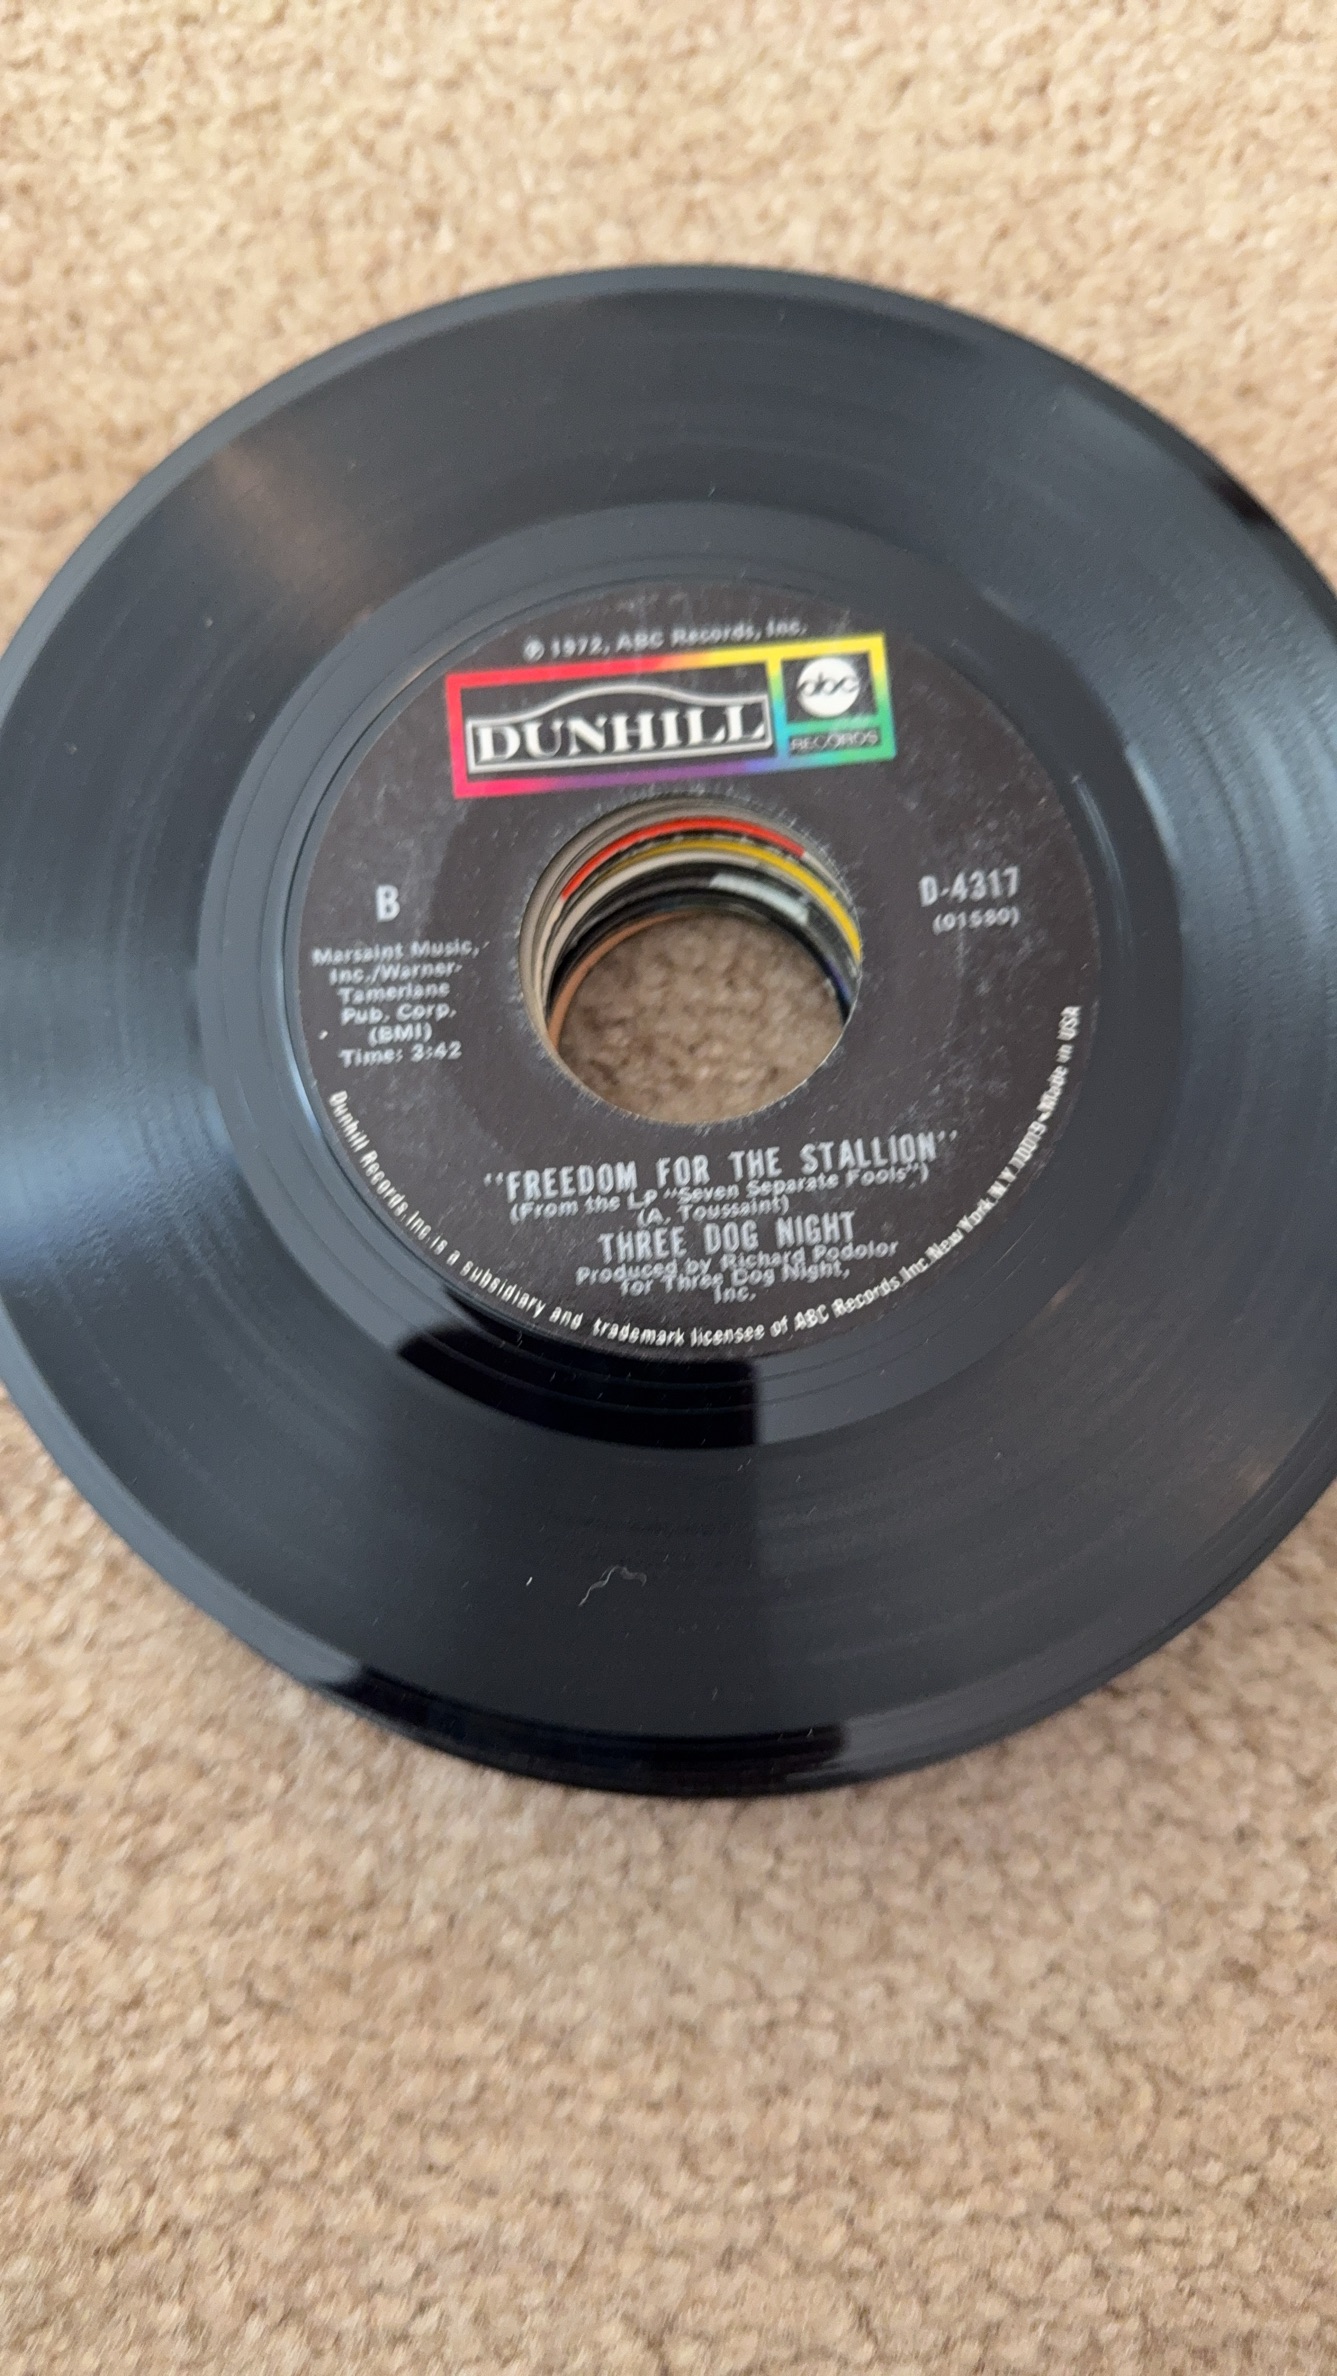 ℗ 1972, ABC Records, Inc.
DUNHILL
abc
RECORDS
B
D-4317
(01580)
Marsaint Music,
Inc./Warner-
Tamerlane
Pub. Corp.
(BMI)
Time: 3:42
"FREEDOM FOR THE STALLION"
(From the Lp "Seven Separate Fools")
(A. Toussaint)
THREE DOG NIGHT
Produced by Richard Podolor
for Three Dog Night,
Inc.
Dunhill Records, Inc. is a subsidiary and trademark licensee of ABC Records, Inc. New York, N.Y. 10019 • Made in USA